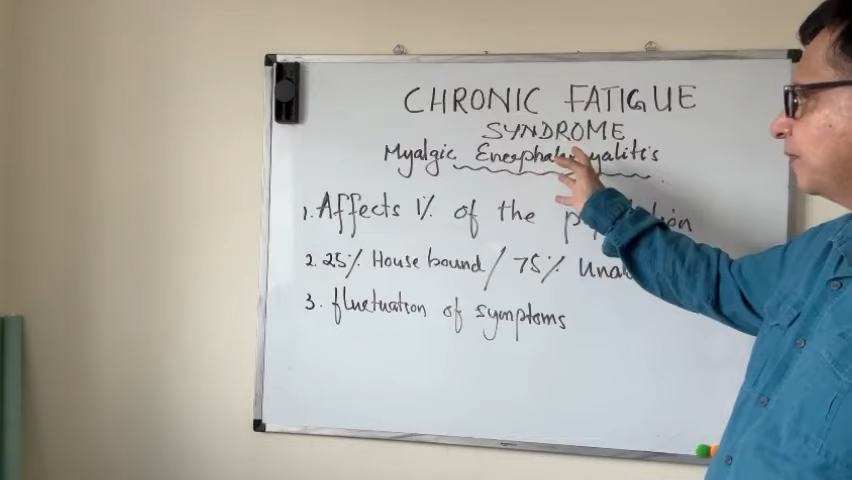 CHRONIC FATIGUE
SYNDROME
Myalgic
1. Affects 1% of the
2. 25% House bound / 75%
3. fluctuation of symptoms